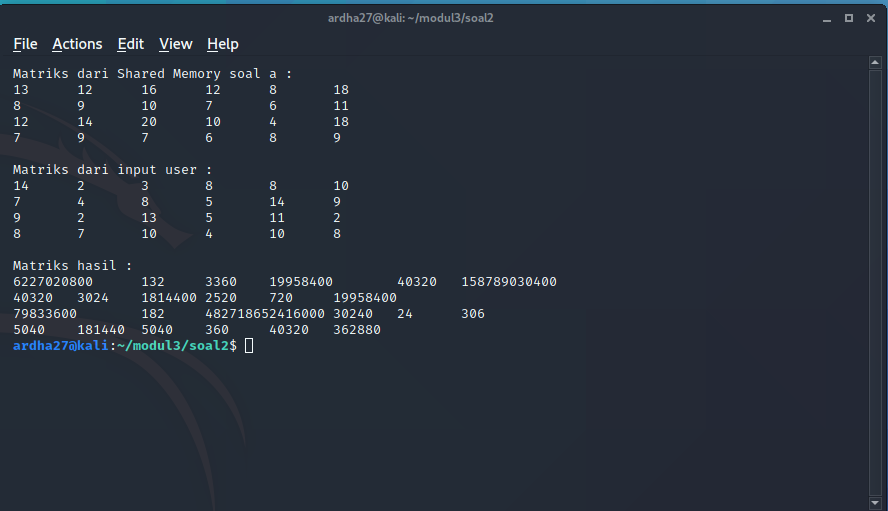 ardha27@kali: ~/modul3/soal2
File Actions Edit View Help
Matriks dari Shared Memory soal a :
13 12 16 12 8 18
8 9 10 7 6 11
12 14 20 10 4 18
7 9 7 6 8 9
Matriks dari input user :
14 2 3 8 8 10
7 4 8 5 14 9
9 2 13 5 11 2
8 7 10 4 10 8
Matriks hasil :
6227020800 132 3360 19958400 40320 158789030400
40320 3024 1814400 2520 720 19958400
79833600 182 482718652416000 30240 24 306
5040 181440 5040 360 40320 362880
ardha27@kali:~/modul3/soal2$